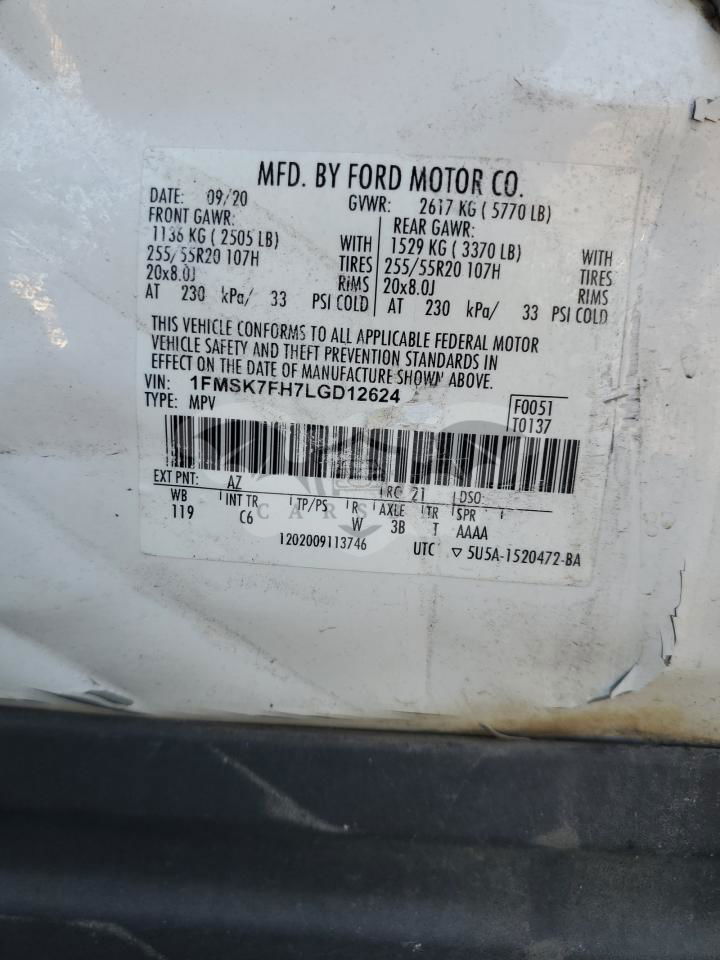 MFD. BY FORD MOTOR CO.
DATE: 09/20 GVWR: 2617 KG ( 5770 LB)
FRONT GAWR: REAR GAWR:
1136 KG ( 2505 LB) WITH 1529 KG ( 3370 LB) WITH
255/55R20 107H TIRES 255/55R20 107H TIRES
20x8.0J RIMS 20x8.0J RIMS
AT 230 kPa/ 33 PSI COLD AT 230 kPa/ 33 PSI COLD
THIS VEHICLE CONFORMS TO ALL APPLICABLE FEDERAL MOTOR
VEHICLE SAFETY AND THEFT PREVENTION STANDARDS IN
EFFECT ON THE DATE OF MANUFACTURE SHOWN ABOVE.
VIN: 1FMSK7FH7LGD12624
TYPE: MPV
F0051
T0137
EXT PNT: AZ RC 21 DSO
WB INT TR TP/PS R AXLE TR SPR
119 C6 W 3B T AAAA
CARS
1202009113746 UTC ▽ 5U5A-1520472-BA